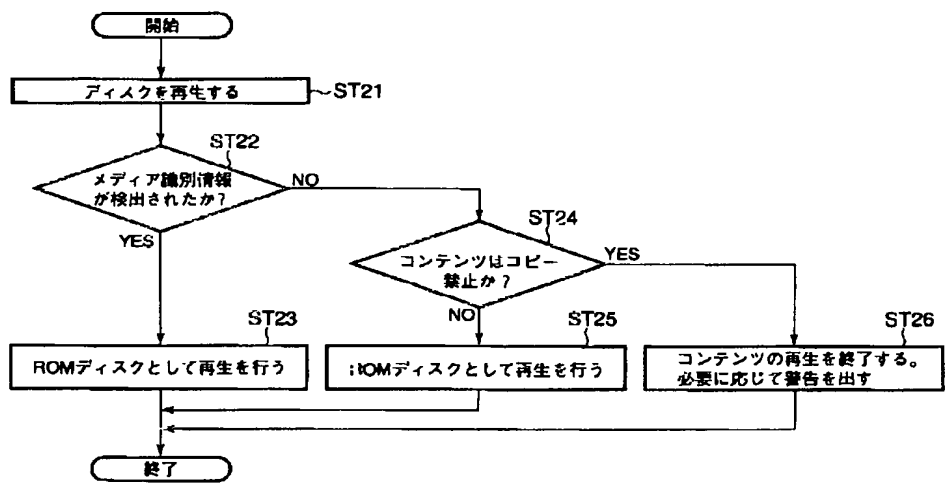 開始
ディスクを再生する
ST21
ST22
メディア識別情報
が検出されたか？
NO
YES
ST24
コンテンツはコピー
禁止か？
YES
NO
ST23
ROMディスクとして再生を行う
ST25
ROMディスクとして再生を行う
ST26
コンテンツの再生を終了する。
必要に応じて警告を出す
終了